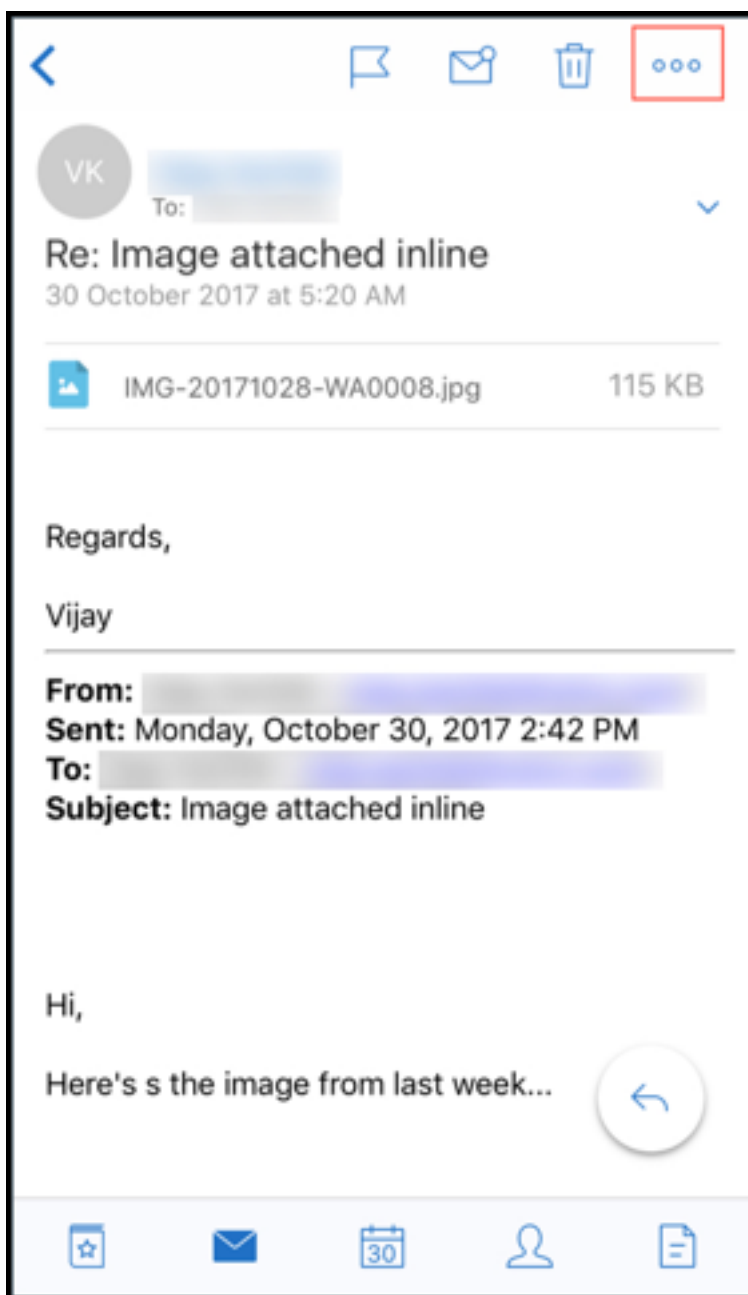 VK
To:
Re: Image attached inline
30 October 2017 at 5:20 AM
IMG-20171028-WA0008.jpg 115 KB
Regards,
Vijay
From:
Sent: Monday, October 30, 2017 2:42 PM
To:
Subject: Image attached inline
Hi,
Here's s the image from last week...
30